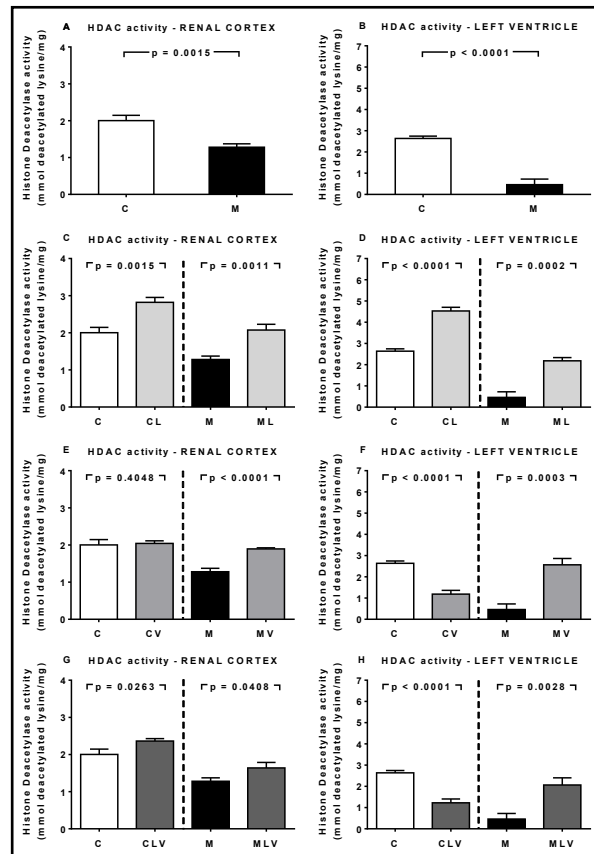 A HDAC activity - RENAL CORTEX
Histone Deacetylase activity
(mmol deacetylated lysine/mg)
4
3
2
1
0
p = 0.0015
C M
B HDAC activity - LEFT VENTRICLE
Histone Deacetylase activity
(mmol deacetylated lysine/mg)
7
6
5
4
3
2
1
0
p < 0.0001
C M
C HDAC activity - RENAL CORTEX
Histone Deacetylase activity
(mmol deacetylated lysine/mg)
4
3
2
1
0
p = 0.0015 p = 0.0011
C CL M ML
D HDAC activity - LEFT VENTRICLE
Histone Deacetylase activity
(mmol deacetylated lysine/mg)
7
6
5
4
3
2
1
0
p < 0.0001 p = 0.0002
C CL M ML
E HDAC activity - RENAL CORTEX
Histone Deacetylase activity
(mmol deacetylated lysine/mg)
4
3
2
1
0
p = 0.4048 p < 0.0001
C CV M MV
F HDAC activity - LEFT VENTRICLE
Histone Deacetylase activity
(mmol deacetylated lysine/mg)
7
6
5
4
3
2
1
0
p < 0.0001 p = 0.0003
C CV M MV
G HDAC activity - RENAL CORTEX
Histone Deacetylase activity
(mmol deacetylated lysine/mg)
4
3
2
1
0
p = 0.0263 p = 0.0408
C CLV M MLV
H HDAC activity - LEFT VENTRICLE
Histone Deacetylase activity
(mmol deacetylated lysine/mg)
7
6
5
4
3
2
1
0
p < 0.0001 p = 0.0028
C CLV M MLV